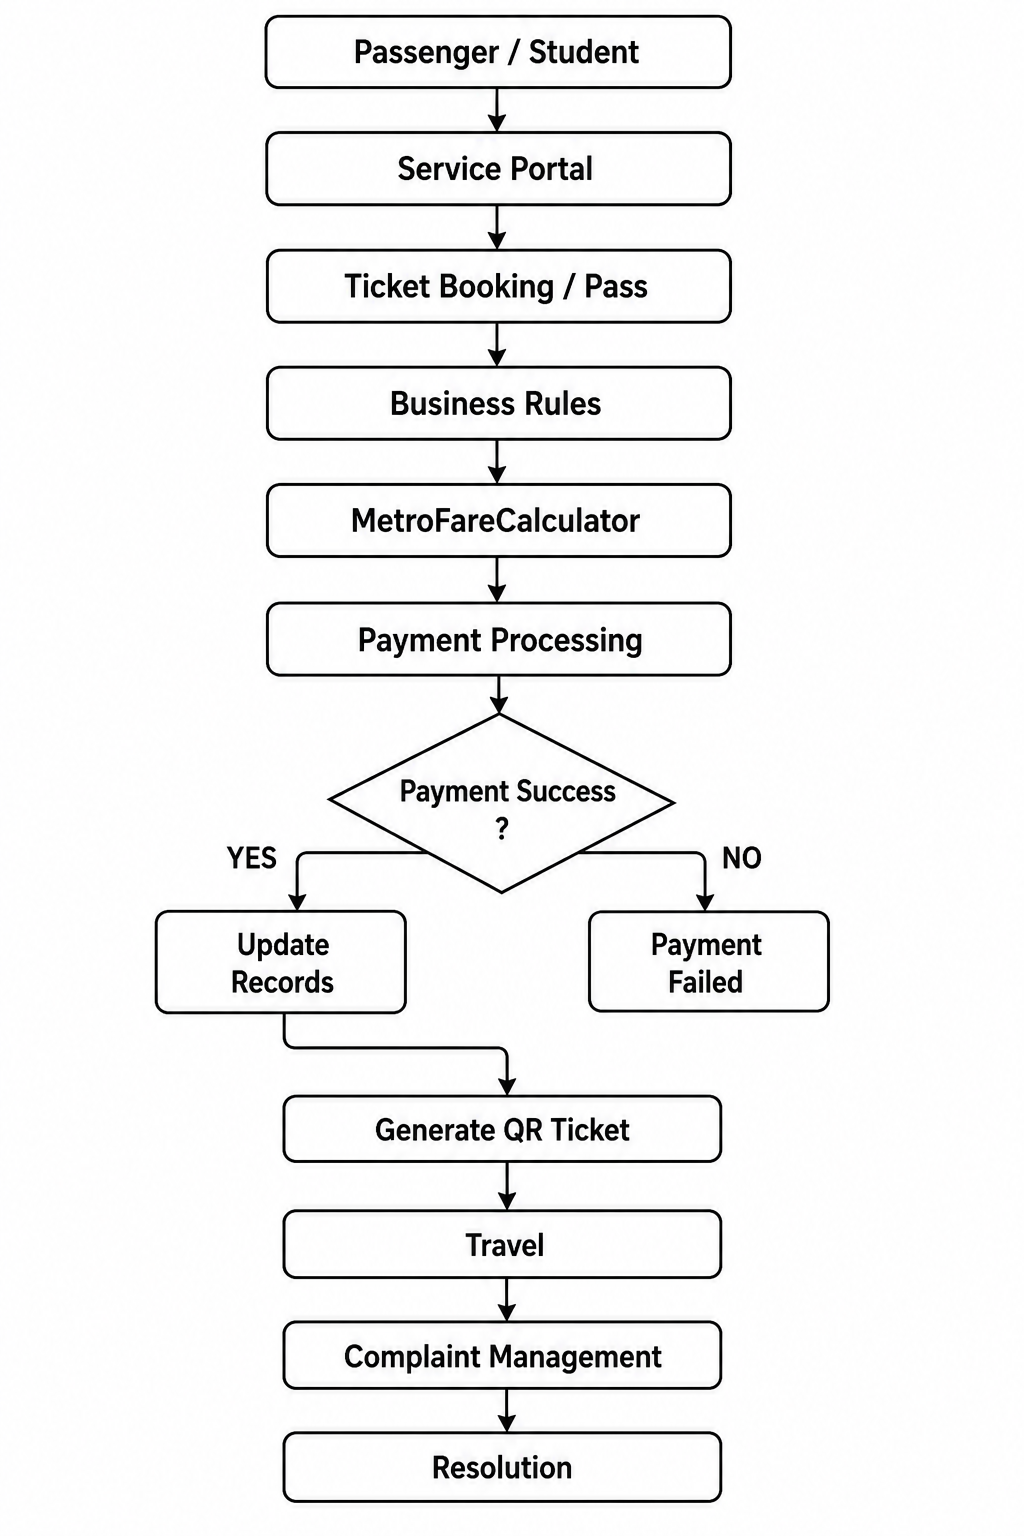 Passenger / Student
Service Portal
Ticket Booking / Pass
Business Rules
MetroFareCalculator
Payment Processing
Payment Success
?
YES
NO
Update
Records
Payment
Failed
Generate QR Ticket
Travel
Complaint Management
Resolution